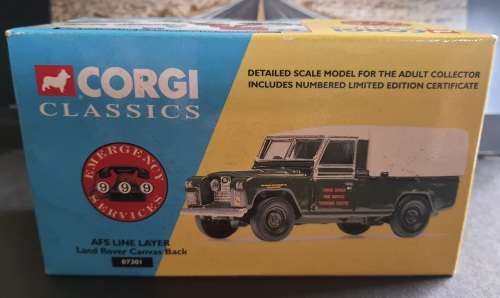 CORGI
CLASSICS
DETAILED SCALE MODEL FOR THE ADULT COLLECTOR
INCLUDES NUMBERED LIMITED EDITION CERTIFICATE
EMERGENCY
999
SERVICES
AFS LINE LAYER
Land Rover Canvas Back
07301